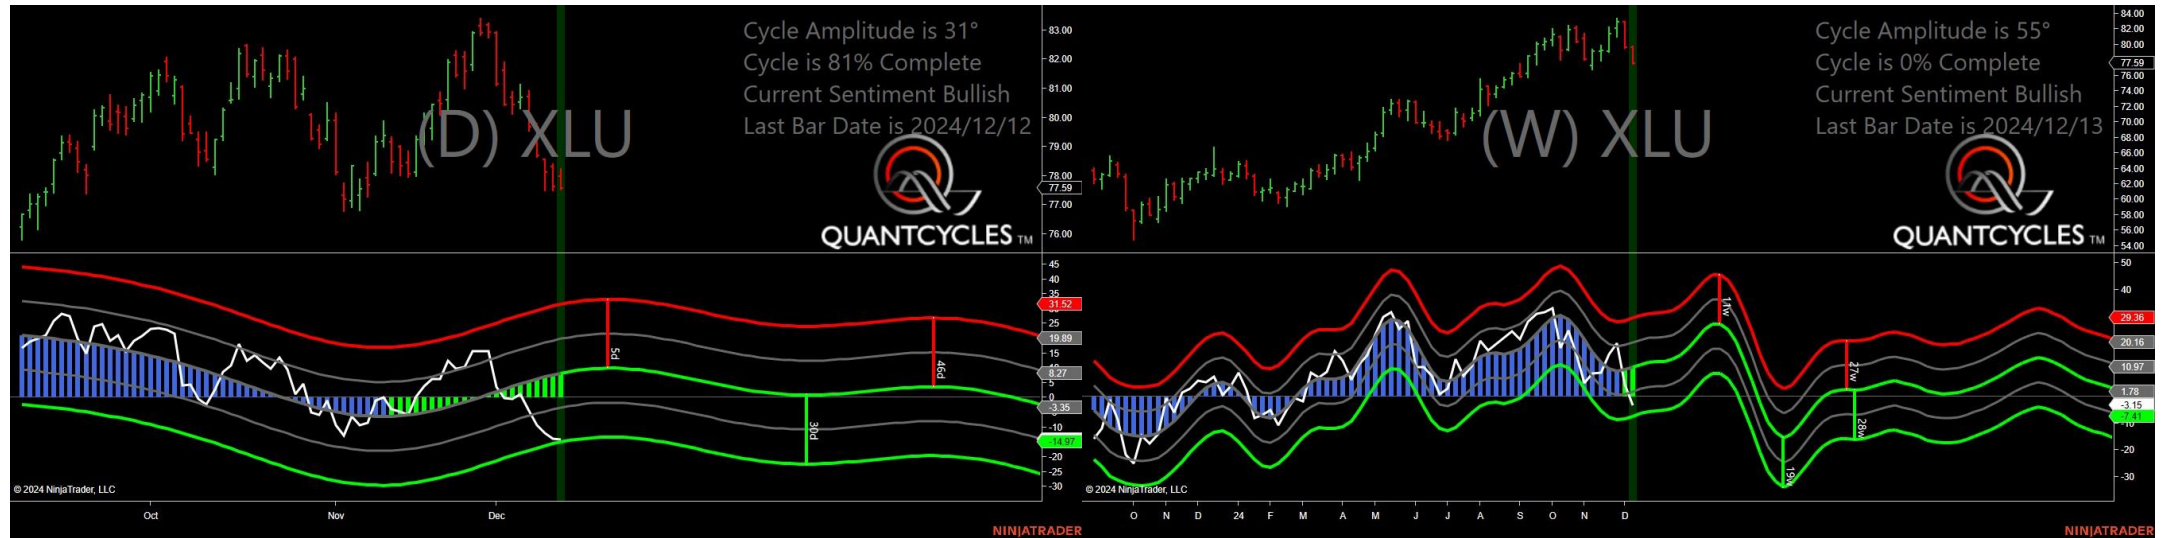 Cycle Amplitude is 31°
Cycle is 81% Complete
Current Sentiment Bullish
Last Bar Date is 2024/12/12
(D) XLU
QUANTCYCLES TM
83.00
82.00
81.00
80.00
79.00
78.00
77.59
77.00
76.00
45
40
35
31.52
25
19.89
15
8.27
5
0
-3.35
-10
-14.97
-20
-25
-30
5d
30d
46d
© 2024 NinjaTrader, LLC
Oct Nov Dec
NINJATRADER
Cycle Amplitude is 55°
Cycle is 0% Complete
Current Sentiment Bullish
Last Bar Date is 2024/12/13
(W) XLU
QUANTCYCLES TM
84.00
82.00
80.00
77.59
76.00
74.00
72.00
70.00
68.00
66.00
64.00
62.00
60.00
58.00
56.00
54.00
50
40
29.36
20.16
10.97
1.78
-3.15
-7.41
-10
-20
-30
11w
19w
27w
28w
© 2024 NinjaTrader, LLC
O N D 24 F M A M J J A S O N D
NINJATRADER